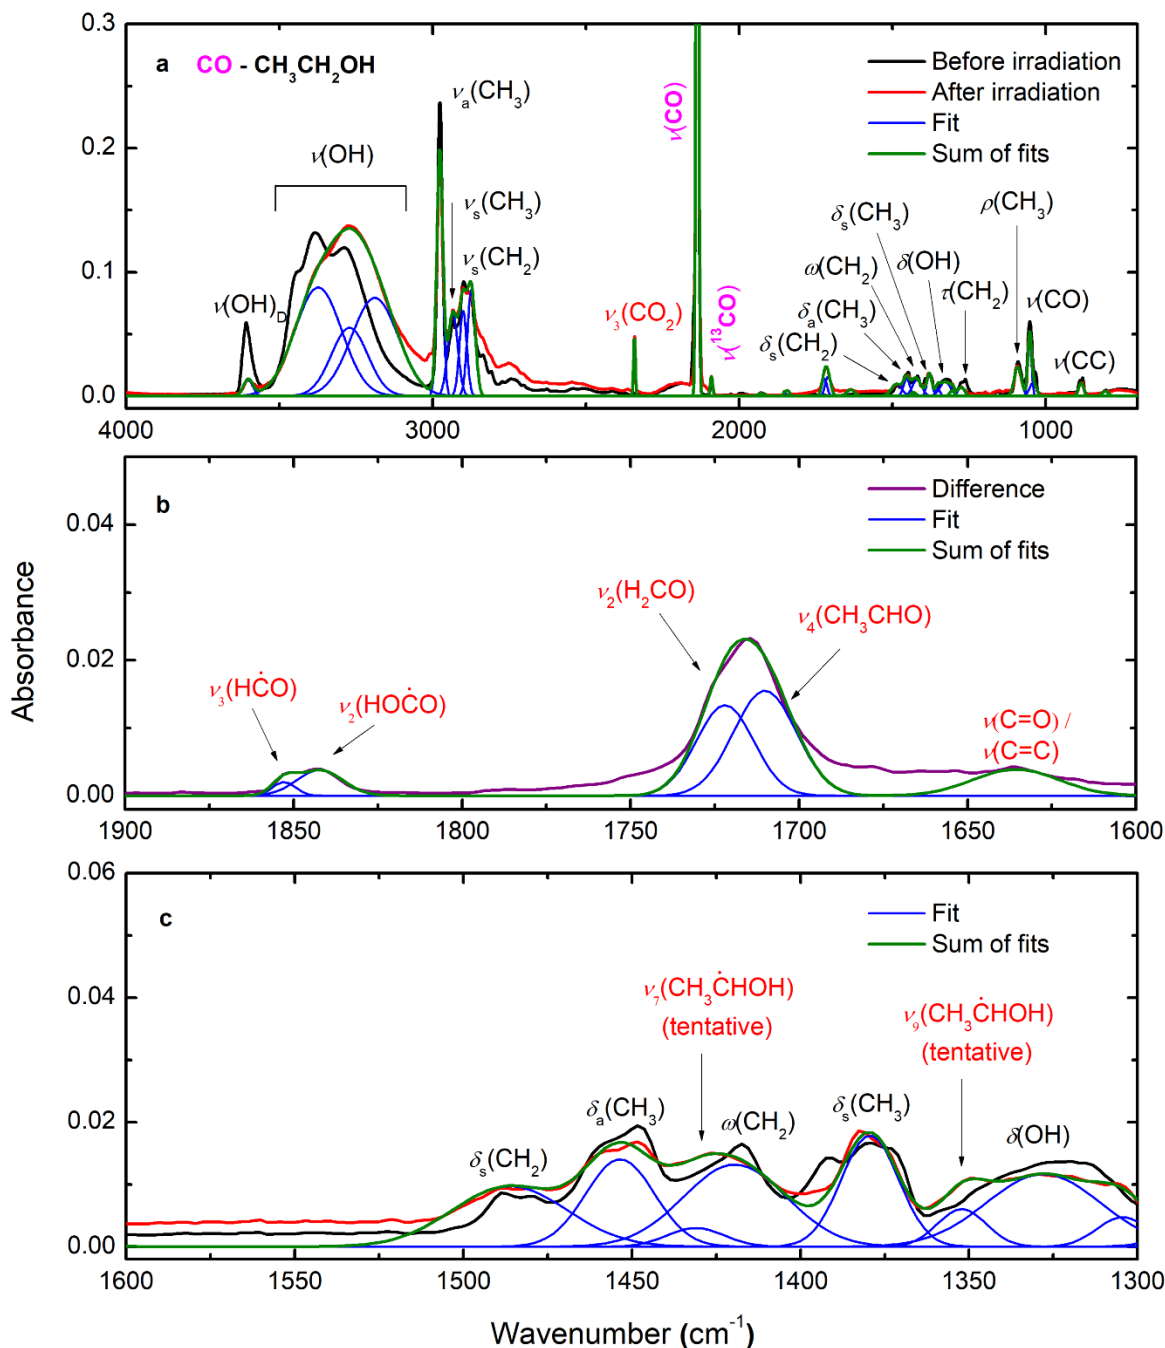 0.3
a CO - CH₃CH₂OH
Before irradiation
After irradiation
Fit
Sum of fits
νₐ(CH₃)
ν(CO)
0.2
ν(OH)
νₛ(CH₃)
νₛ(CH₂)
ρ(CH₃)
δₛ(CH₃)
ω(CH₂)
δ(OH)
τ(CH₂)
ν(CO)
0.1
ν(OH)D
ν₃(CO₂)
ν(¹³CO)
δₐ(CH₃)
δₛ(CH₂)
ν(CC)
0.0
4000 3000 2000 1000
b
Difference
Fit
Sum of fits
0.04
ν₂(H₂CO)
ν₄(CH₃CHO)
0.02
ν₃(HĊO)
ν₂(HOĊO)
ν(C=O) /
ν(C=C)
0.00
1900 1850 1800 1750 1700 1650 1600
Absorbance
0.06
c
Fit
Sum of fits
0.04
ν₇(CH₃ĊHOH)
(tentative)
ν₉(CH₃ĊHOH)
(tentative)
0.02
δₛ(CH₂)
δₐ(CH₃)
ω(CH₂)
δₛ(CH₃)
δ(OH)
0.00
1600 1550 1500 1450 1400 1350 1300
Wavenumber (cm⁻¹)